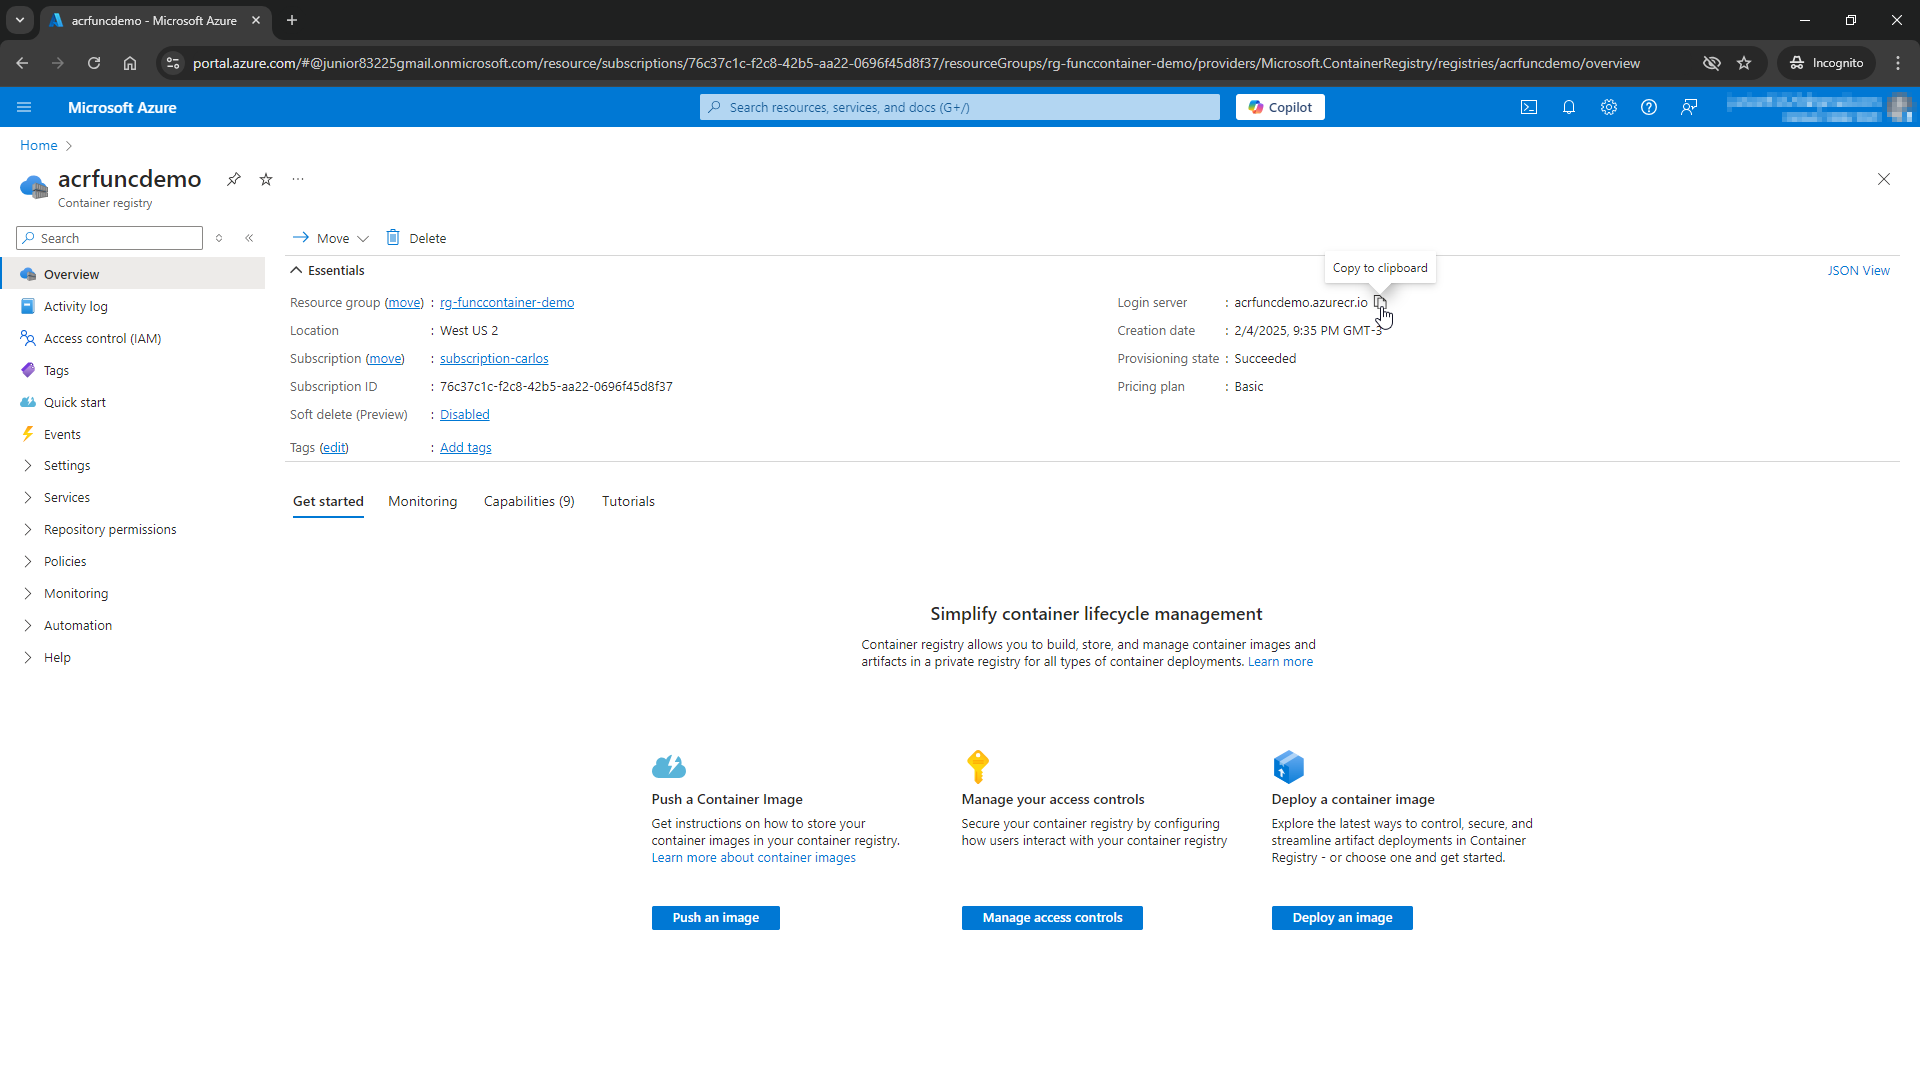 acrfuncdemo - Microsoft Azure
portal.azure.com/#@junior83225gmail.onmicrosoft.com/resource/subscriptions/76c37c1c-f2c8-42b5-aa22-0696f45d8f37/resourceGroups/rg-funccontainer-demo/providers/Microsoft.ContainerRegistry/registries/acrfuncdemo/overview
Incognito
Microsoft Azure
Search resources, services, and docs (G+/)
Copilot
Home
acrfuncdemo
Container registry
Search
Move
Delete
Overview
Activity log
Access control (IAM)
Tags
Quick start
Events
Settings
Services
Repository permissions
Policies
Monitoring
Automation
Help
Essentials
Copy to clipboard
JSON View
Resource group (move) : rg-funccontainer-demo
Location : West US 2
Subscription (move) : subscription-carlos
Subscription ID : 76c37c1c-f2c8-42b5-aa22-0696f45d8f37
Soft delete (Preview) : Disabled
Tags (edit) : Add tags
Login server : acrfuncdemo.azurecr.io
Creation date : 2/4/2025, 9:35 PM GMT-3
Provisioning state : Succeeded
Pricing plan : Basic
Get started Monitoring Capabilities (9) Tutorials
Simplify container lifecycle management
Container registry allows you to build, store, and manage container images and
artifacts in a private registry for all types of container deployments. Learn more
Push a Container Image
Get instructions on how to store your
container images in your container registry.
Learn more about container images
Push an image
Manage your access controls
Secure your container registry by configuring
how users interact with your container registry
Manage access controls
Deploy a container image
Explore the latest ways to control, secure, and
streamline artifact deployments in Container
Registry - or choose one and get started.
Deploy an image